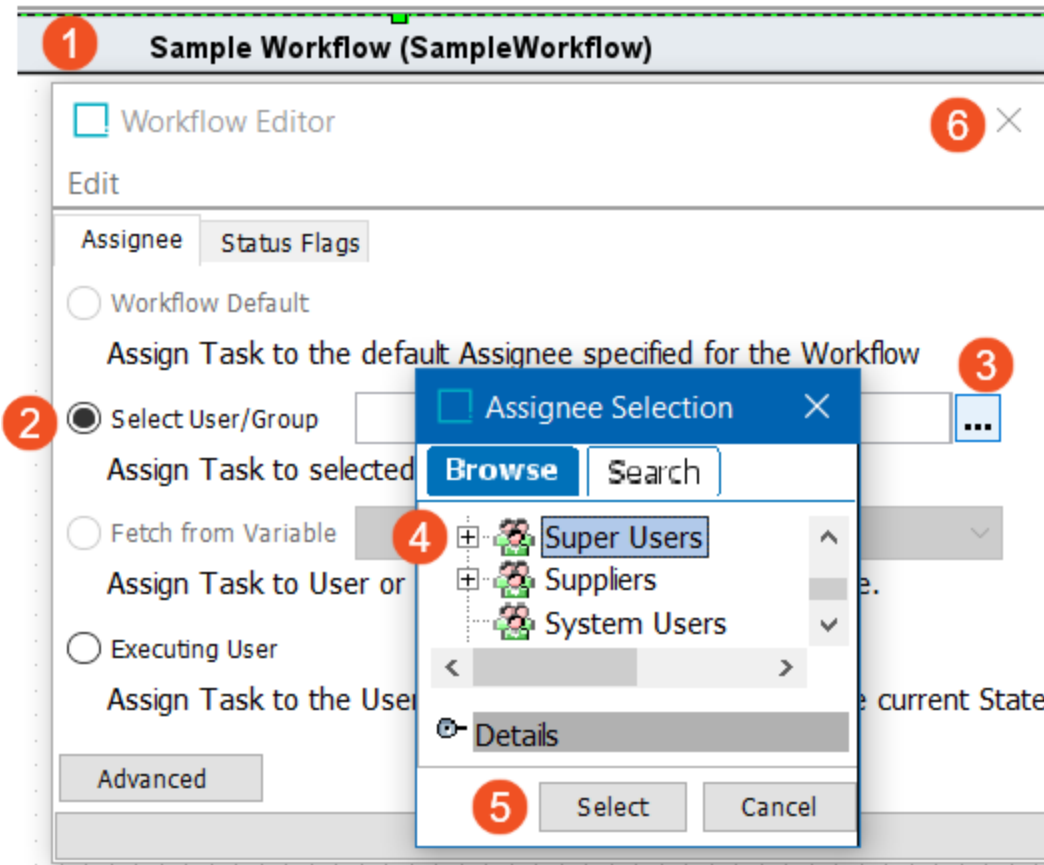 1 Sample Workflow (SampleWorkflow)
Workflow Editor 6
Edit
Assignee Status Flags
Workflow Default
Assign Task to the default Assignee specified for the Workflow
3
2 Select User/Group ...
Assignee Selection
Assign Task to selected
Browse Search
Fetch from Variable
4 Super Users
Suppliers
System Users
Assign Task to User or e.
Executing User
Assign Task to the User e current State
Details
Advanced
5 Select Cancel